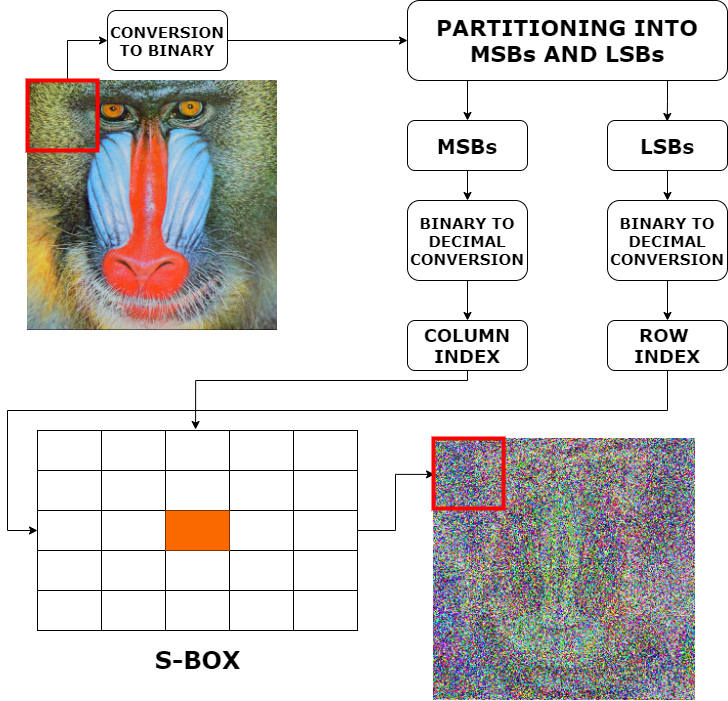 CONVERSION
TO BINARY
PARTITIONING INTO
MSBs AND LSBs
MSBs
LSBs
BINARY TO
DECIMAL
CONVERSION
BINARY TO
DECIMAL
CONVERSION
COLUMN
INDEX
ROW
INDEX
S-BOX